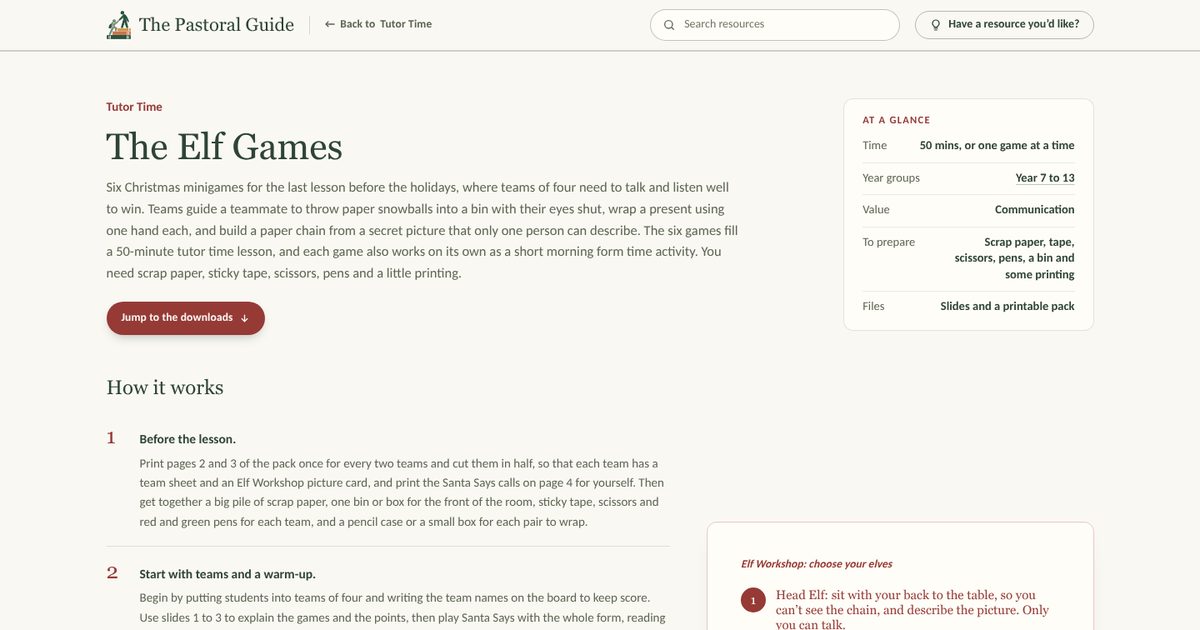 The Pastoral Guide
← Back to Tutor Time
Search resources
Have a resource you'd like?
Tutor Time
The Elf Games
Six Christmas minigames for the last lesson before the holidays, where teams of four need to talk and listen well
to win. Teams guide a teammate to throw paper snowballs into a bin with their eyes shut, wrap a present using
one hand each, and build a paper chain from a secret picture that only one person can describe. The six games fill
a 50-minute tutor time lesson, and each game also works on its own as a short morning form time activity. You
need scrap paper, sticky tape, scissors, pens and a little printing.
Jump to the downloads ↓
AT A GLANCE
Time 50 mins, or one game at a time
Year groups Year 7 to 13
Value Communication
To prepare Scrap paper, tape,
scissors, pens, a bin and
some printing
Files Slides and a printable pack
How it works
1 Before the lesson.
Print pages 2 and 3 of the pack once for every two teams and cut them in half, so that each team has a
team sheet and an Elf Workshop picture card, and print the Santa Says calls on page 4 for yourself. Then
get together a big pile of scrap paper, one bin or box for the front of the room, sticky tape, scissors and
red and green pens for each team, and a pencil case or a small box for each pair to wrap.
2 Start with teams and a warm-up.
Begin by putting students into teams of four and writing the team names on the board to keep score.
Use slides 1 to 3 to explain the games and the points, then play Santa Says with the whole form, reading
Elf Workshop: choose your elves
1 Head Elf: sit with your back to the table, so you
can't see the chain, and describe the picture. Only
you can talk.